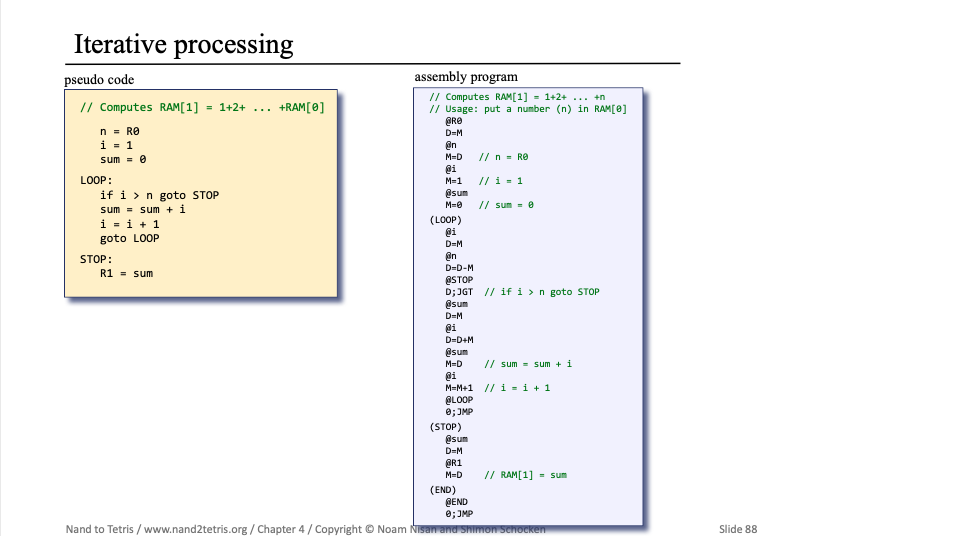 Iterative processing
pseudo code
// Computes RAM[1] = 1+2+ ... +RAM[0]
n = R0
i = 1
sum = 0
LOOP:
if i > n goto STOP
sum = sum + i
i = i + 1
goto LOOP
STOP:
R1 = sum
assembly program
// Computes RAM[1] = 1+2+ ... +n
// Usage: put a number (n) in RAM[0]
@R0
D=M
@n
M=D // n = R0
@i
M=1 // i = 1
@sum
M=0 // sum = 0
(LOOP)
@i
D=M
@n
D=D-M
@STOP
D;JGT // if i > n goto STOP
@sum
D=M
@i
D=D+M
@sum
M=D // sum = sum + i
@i
M=M+1 // i = i + 1
@LOOP
0;JMP
(STOP)
@sum
D=M
@R1
M=D // RAM[1] = sum
(END)
@END
0;JMP
Nand to Tetris / www.nand2tetris.org / Chapter 4 / Copyright © Noam Nisan and Shimon Schocken
Slide 88